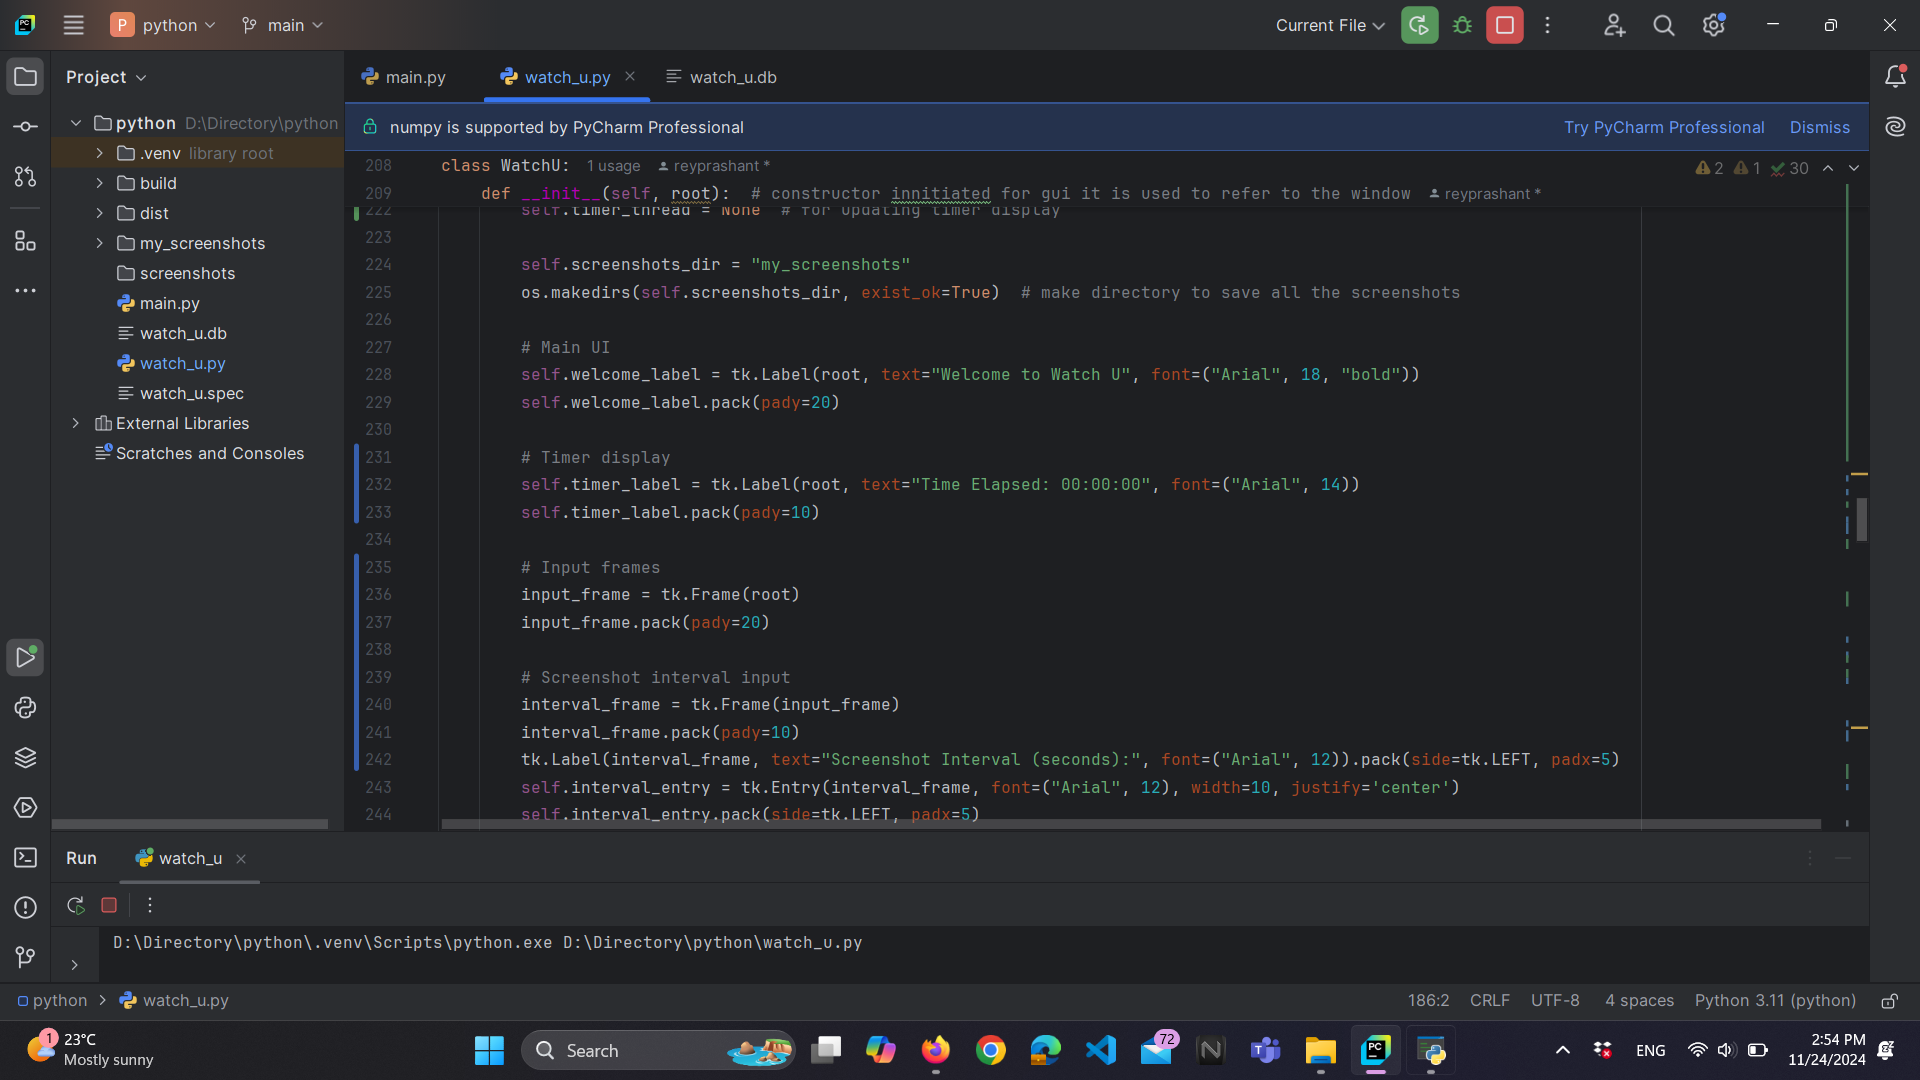 P python main Current File
Project
main.py watch_u.py watch_u.db
python D:\Directory\python
.venv library root
build
dist
my_screenshots
screenshots
main.py
watch_u.db
watch_u.py
watch_u.spec
External Libraries
Scratches and Consoles
numpy is supported by PyCharm Professional Try PyCharm Professional Dismiss
208 class WatchU: 1 usage reyprashant * 2 1 30
209 def __init__(self, root): # constructor innitiated for gui it is used to refer to the window reyprashant *
222 self.timer_thread = None # for updating timer display
223
224 self.screenshots_dir = "my_screenshots"
225 os.makedirs(self.screenshots_dir, exist_ok=True) # make directory to save all the screenshots
226
227 # Main UI
228 self.welcome_label = tk.Label(root, text="Welcome to Watch U", font=("Arial", 18, "bold"))
229 self.welcome_label.pack(pady=20)
230
231 # Timer display
232 self.timer_label = tk.Label(root, text="Time Elapsed: 00:00:00", font=("Arial", 14))
233 self.timer_label.pack(pady=10)
234
235 # Input frames
236 input_frame = tk.Frame(root)
237 input_frame.pack(pady=20)
238
239 # Screenshot interval input
240 interval_frame = tk.Frame(input_frame)
241 interval_frame.pack(pady=10)
242 tk.Label(interval_frame, text="Screenshot Interval (seconds):", font=("Arial", 12)).pack(side=tk.LEFT, padx=5)
243 self.interval_entry = tk.Entry(interval_frame, font=("Arial", 12), width=10, justify='center')
244 self.interval_entry.pack(side=tk.LEFT, padx=5)
Run watch_u
D:\Directory\python\.venv\Scripts\python.exe D:\Directory\python\watch_u.py
python > watch_u.py 186:2 CRLF UTF-8 4 spaces Python 3.11 (python)
1 23°C
Mostly sunny
Search
72
ENG
2:54 PM
11/24/2024